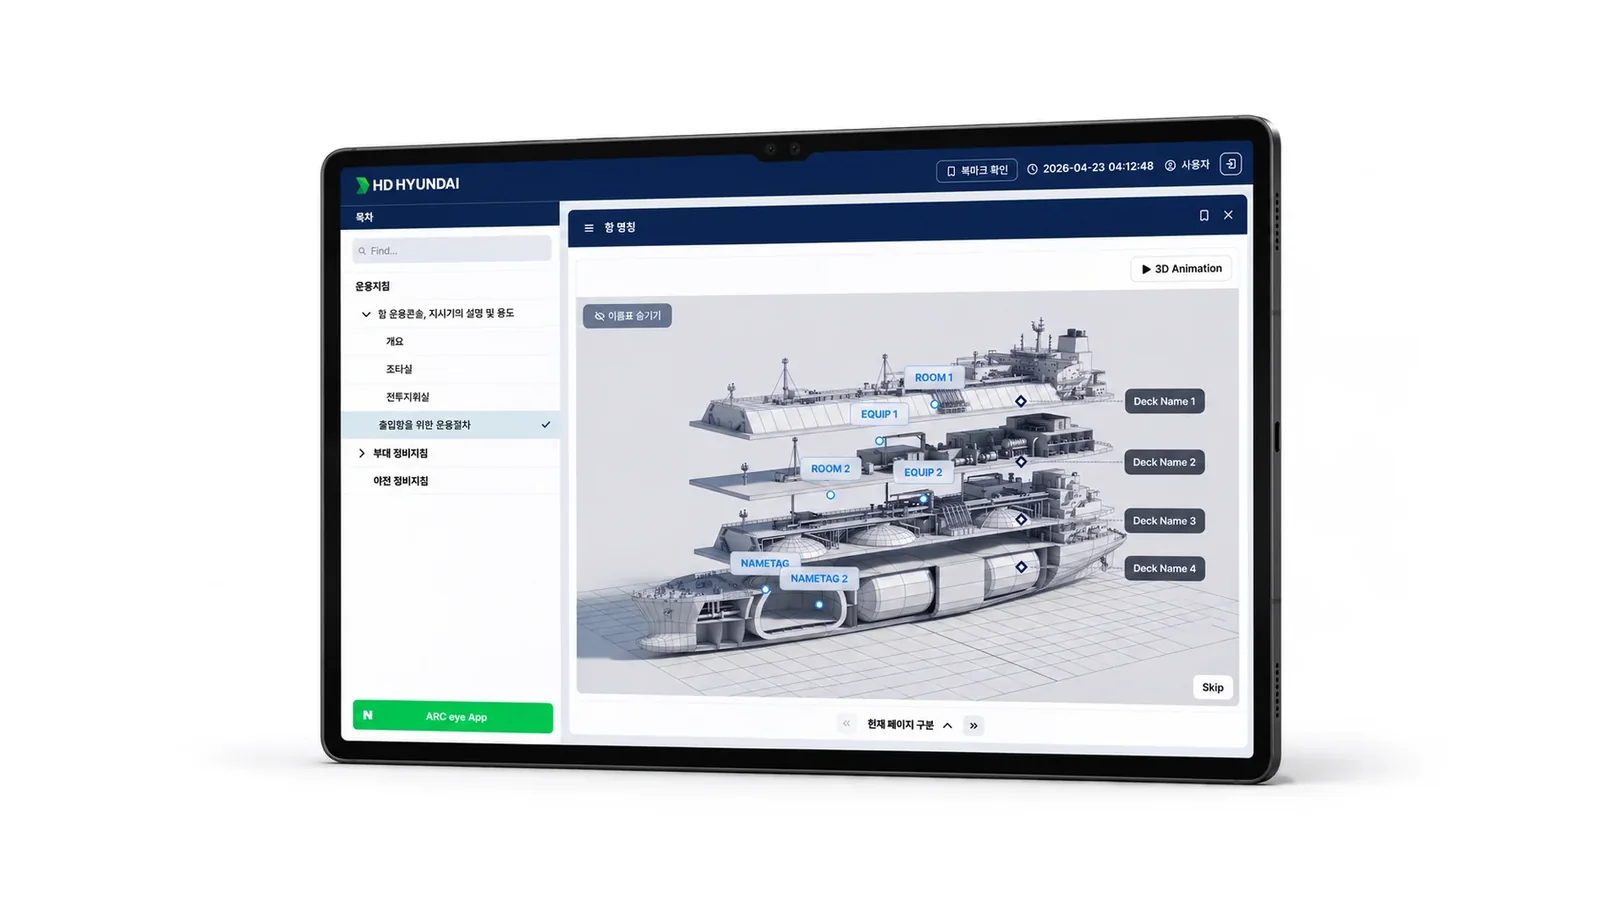 HD HYUNDAI
북마크 확인
2026-04-23 04:12:48
사용자
목차
Find...
운용지침
함 운용콘솔, 지시기의 설명 및 용도
개요
조타실
전투지휘실
출입항을 위한 운용절차
부대 정비지침
야전 정비지침
N
ARC eye App
함 명칭
3D Animation
이름표 숨기기
ROOM 1
EQUIP 1
ROOM 2
EQUIP 2
NAMETAG
NAMETAG 2
Deck Name 1
Deck Name 2
Deck Name 3
Deck Name 4
Skip
현재 페이지 구분